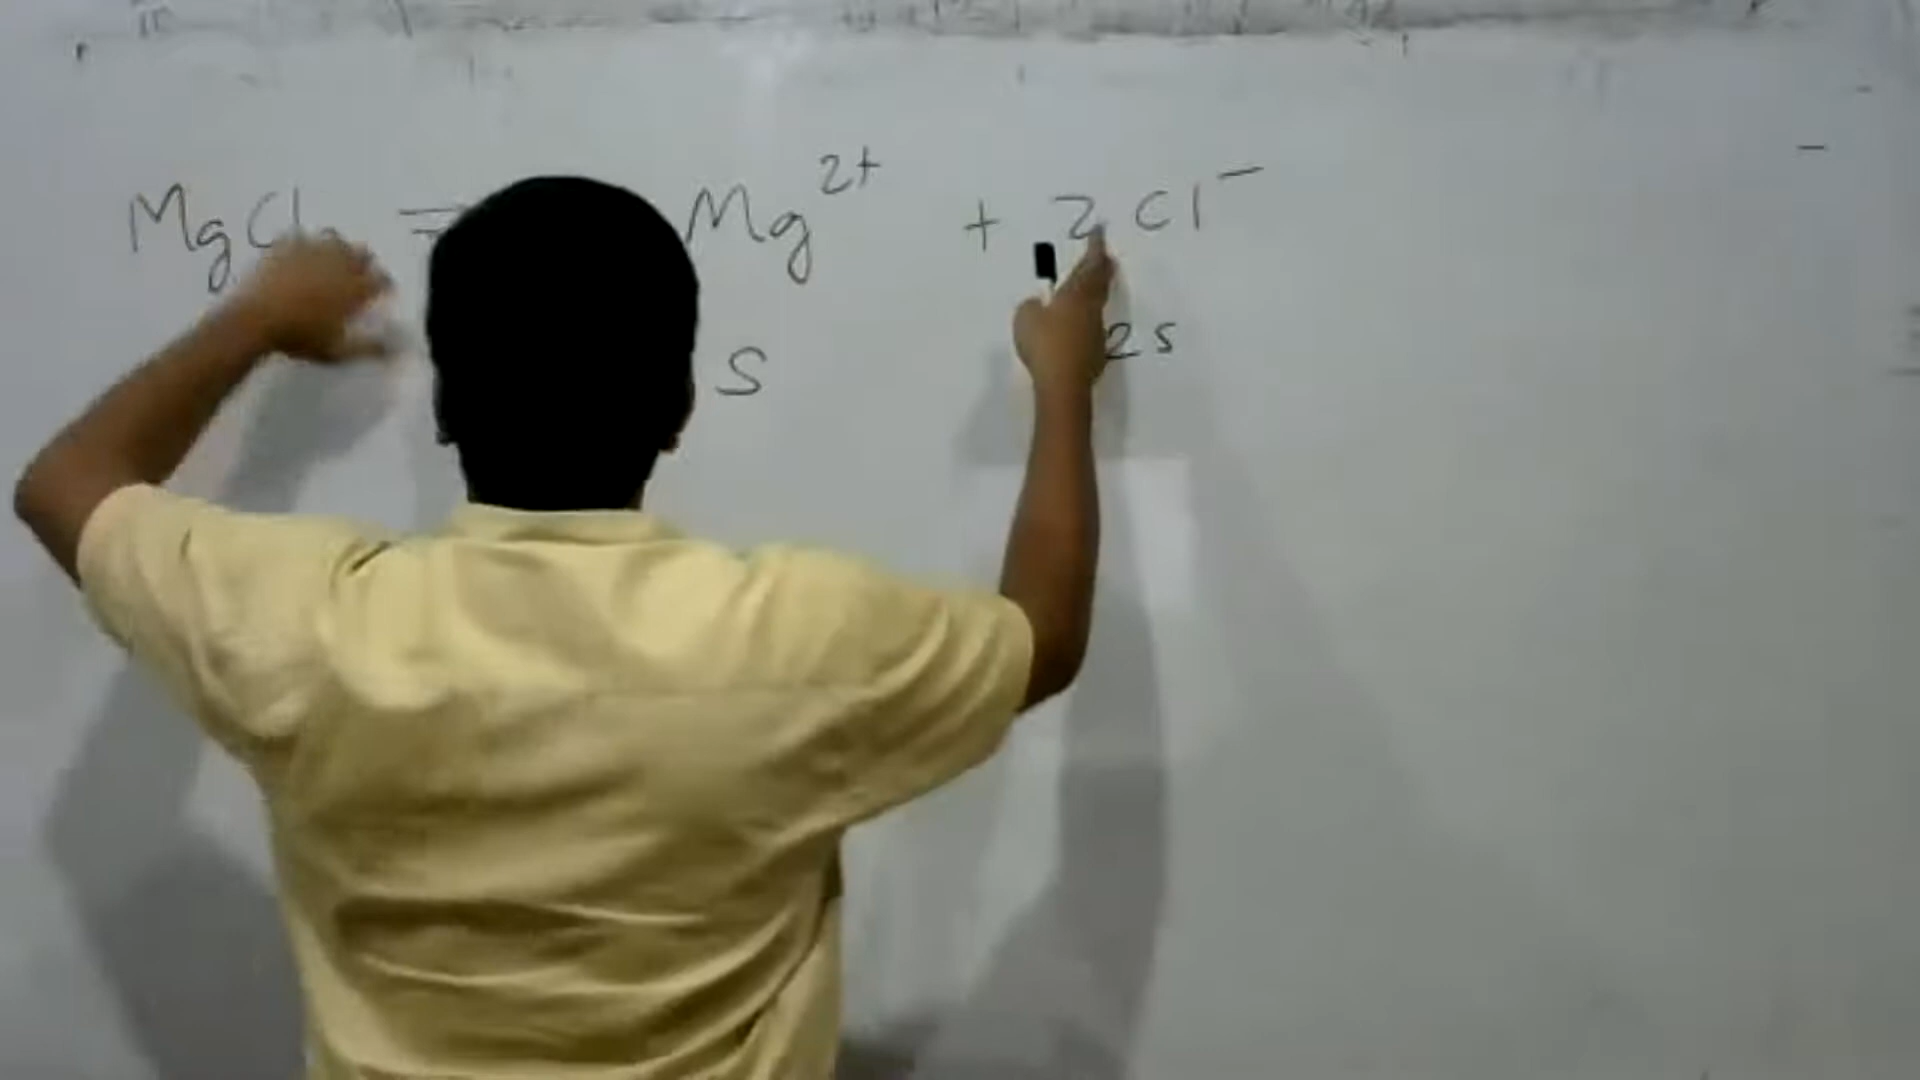 MgCl₂ ⇌ Mg²⁺ + 2Cl⁻
s 2s